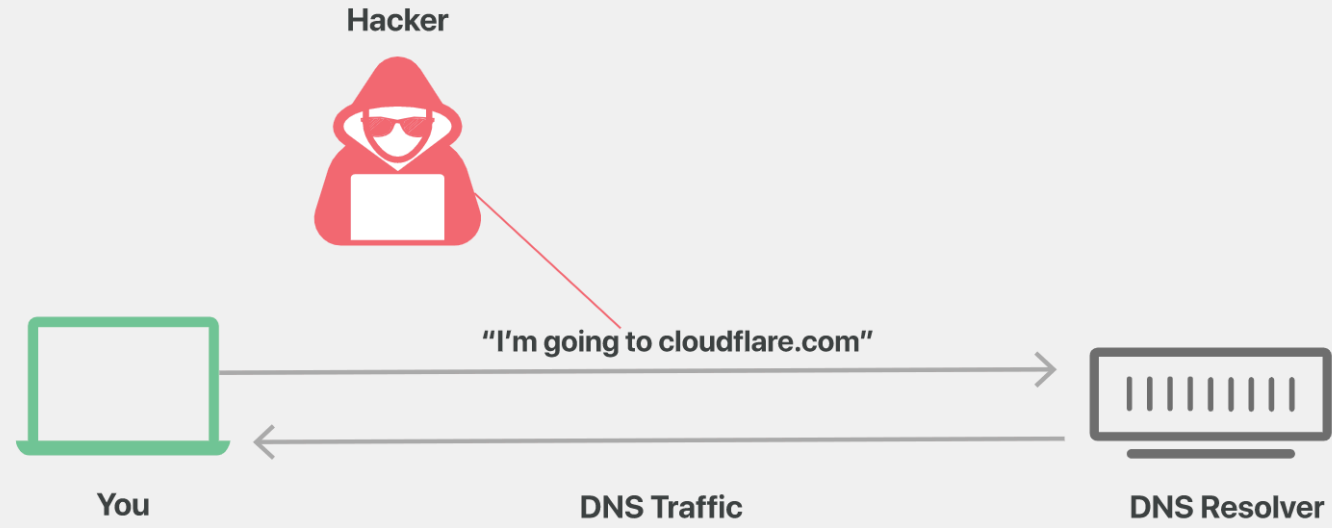 Hacker
“I’m going to cloudflare.com”
You
DNS Traffic
DNS Resolver